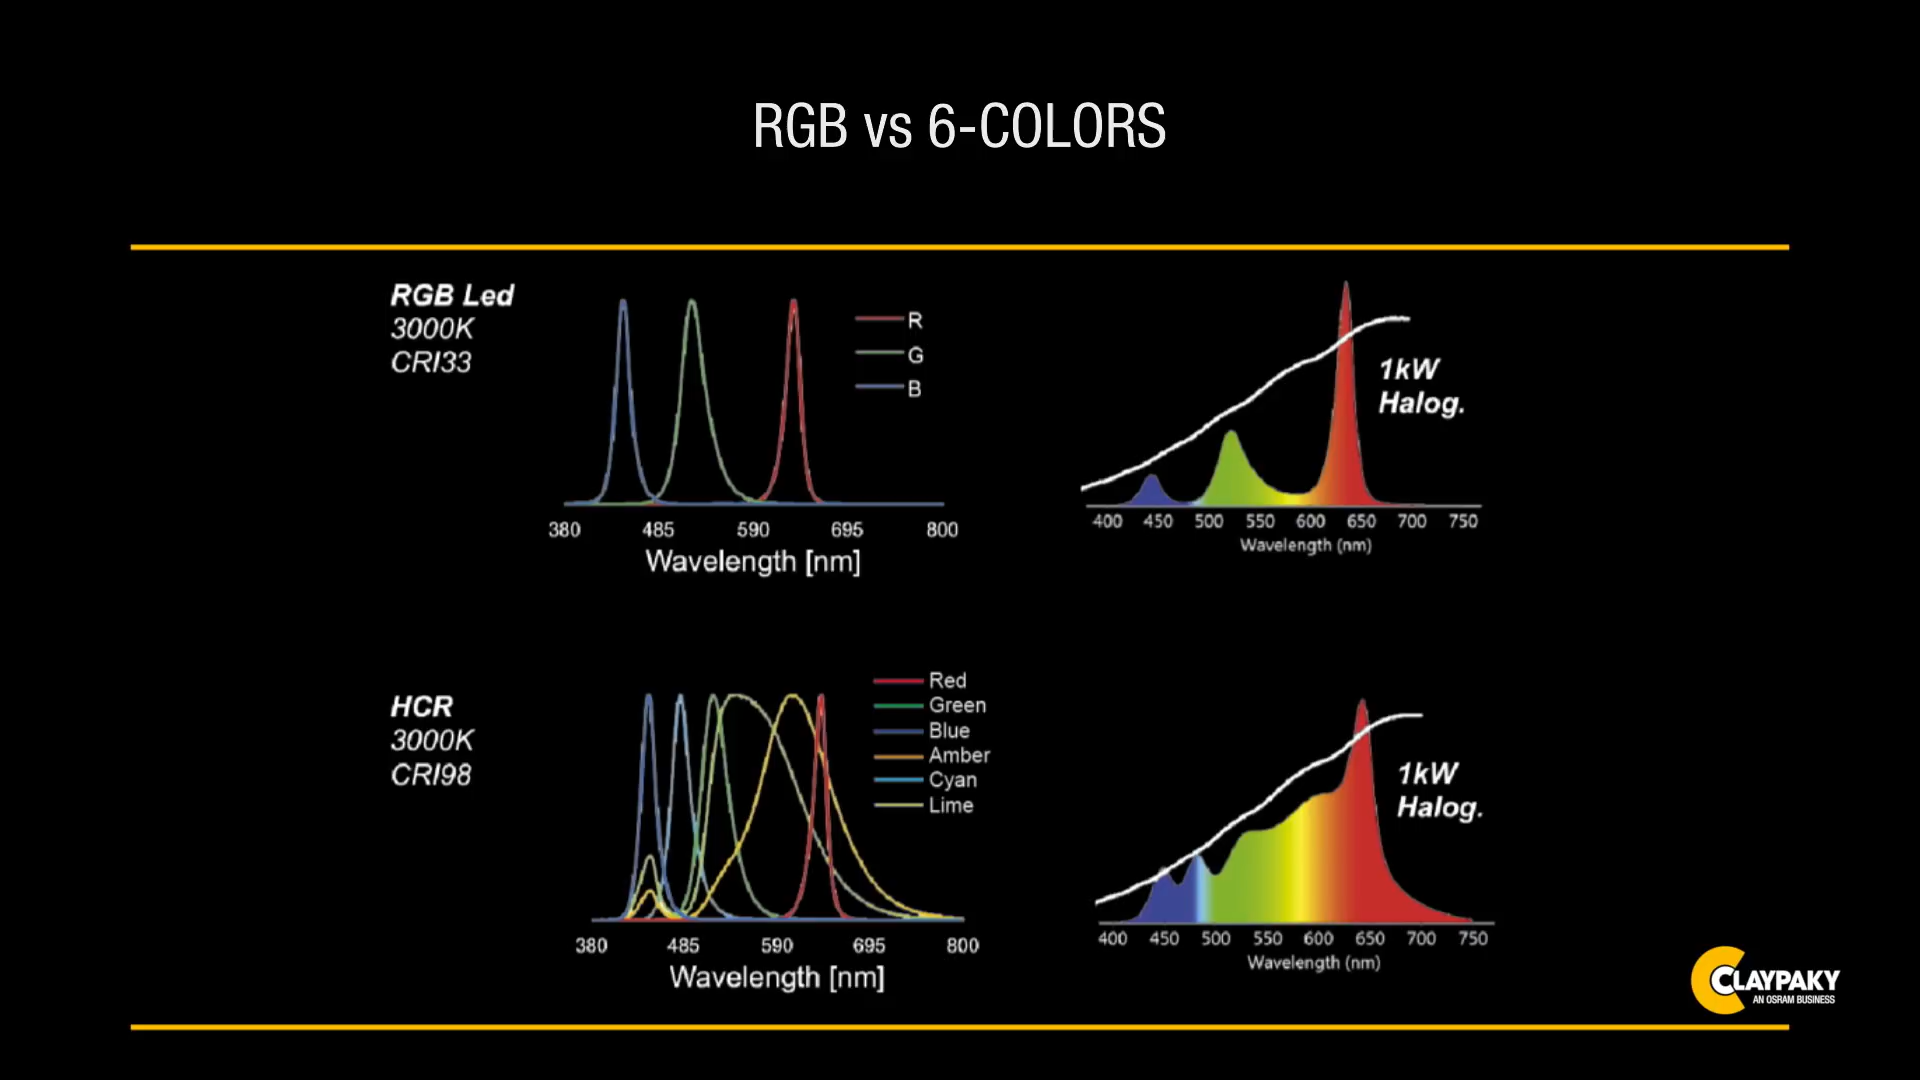 RGB vs 6-COLORS
RGB Led
3000K
CRI33
R
G
B
380 485 590 695 800
Wavelength [nm]
1kW
Halog.
400 450 500 550 600 650 700 750
Wavelength (nm)
HCR
3000K
CRI98
Red
Green
Blue
Amber
Cyan
Lime
380 485 590 695 800
Wavelength [nm]
1kW
Halog.
400 450 500 550 600 650 700 750
Wavelength (nm)
CLAYPAKY
AN OSRAM BUSINESS